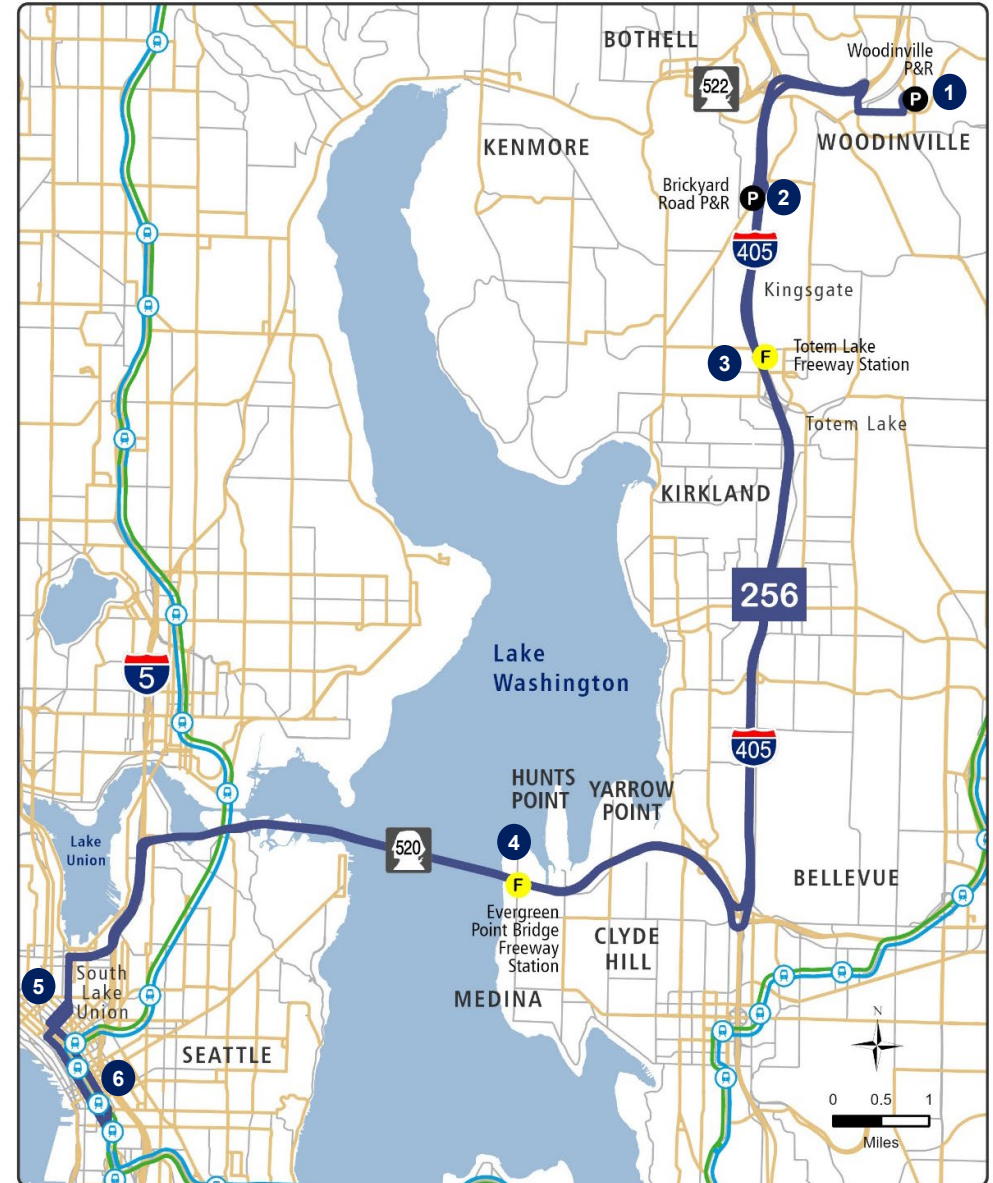 BOTHELL
Woodinville
P&R
522
P
1
WOODINVILLE
KENMORE
Brickyard
Road P&R
P
2
405
Kingsgate
3
F
Totem Lake
Freeway Station
Totem Lake
KIRKLAND
256
Lake
Washington
5
405
HUNTS
POINT
YARROW
POINT
Lake
Union
520
4
F
BELLEVUE
Evergreen
Point Bridge
Freeway
Station
CLYDE
HILL
5
South
Lake
Union
MEDINA
N
SEATTLE
6
0 0.5 1
Miles